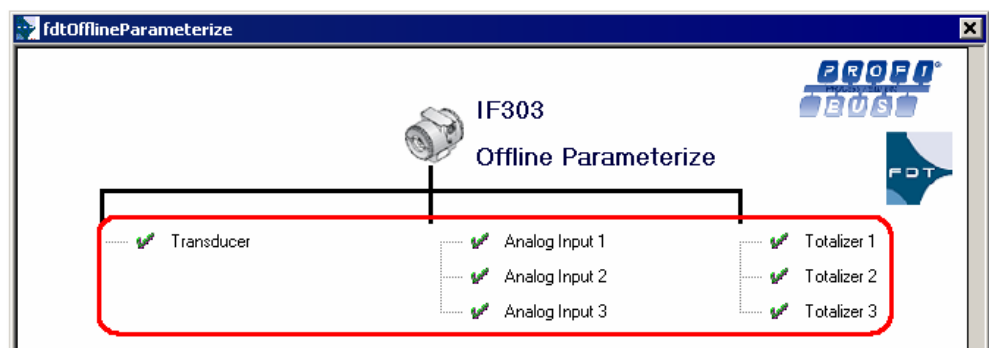 fdtOfflineParameterize
PROFI
BUS
IF303
Offline Parameterize
FDT
Transducer
Analog Input 1
Totalizer 1
Analog Input 2
Totalizer 2
Analog Input 3
Totalizer 3